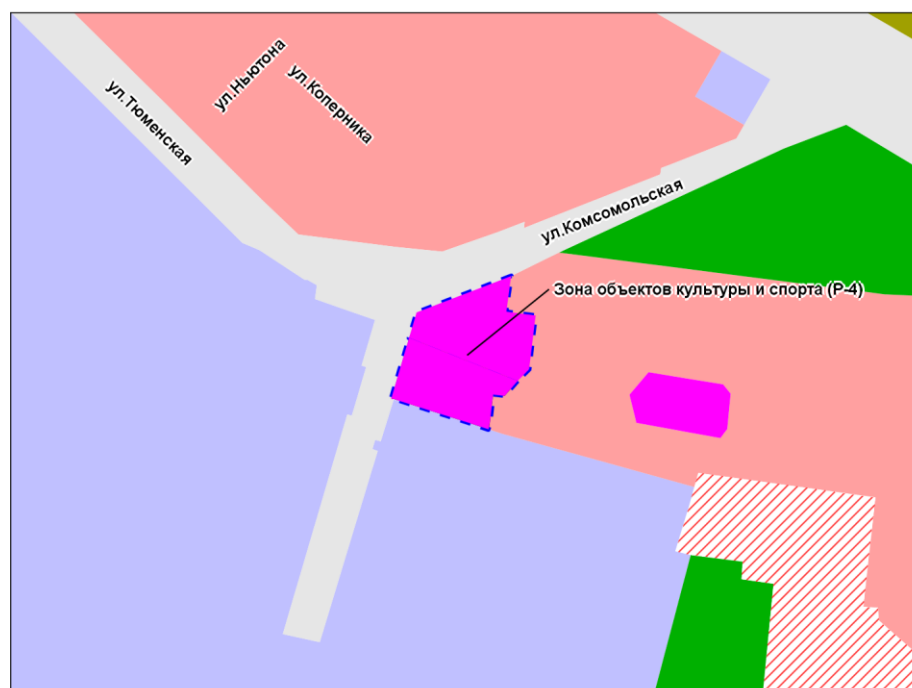 ул.Ньютона
ул.Коперника
ул.Тюменская
ул.Комсомольская
Зона объектов культуры и спорта (Р-4)